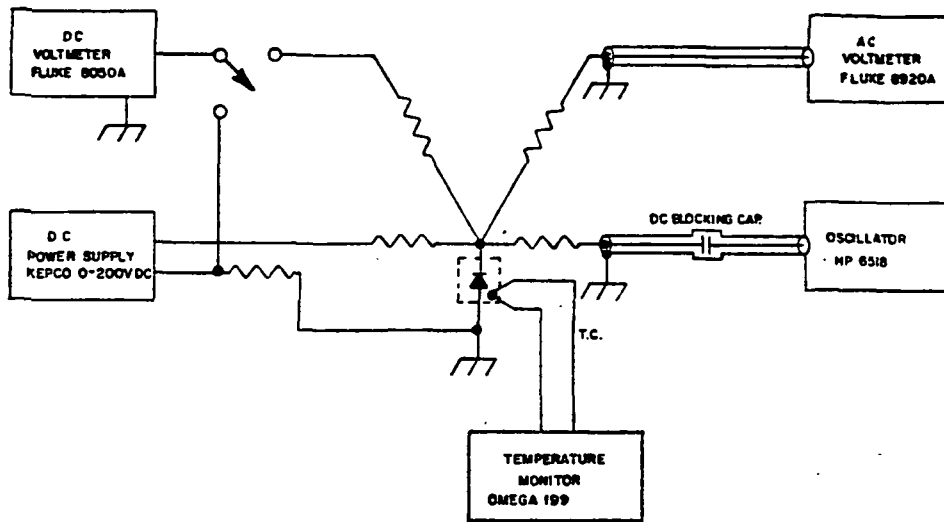 DC
VOLTMETER
FLUKE 8050A
AC
VOLTMETER
FLUKE 8920A
DC
POWER SUPPLY
KEPCO 0-200VDC
DC BLOCKING CAP.
OSCILLATOR
HP 651B
T.C.
TEMPERATURE
MONITOR
OMEGA 199